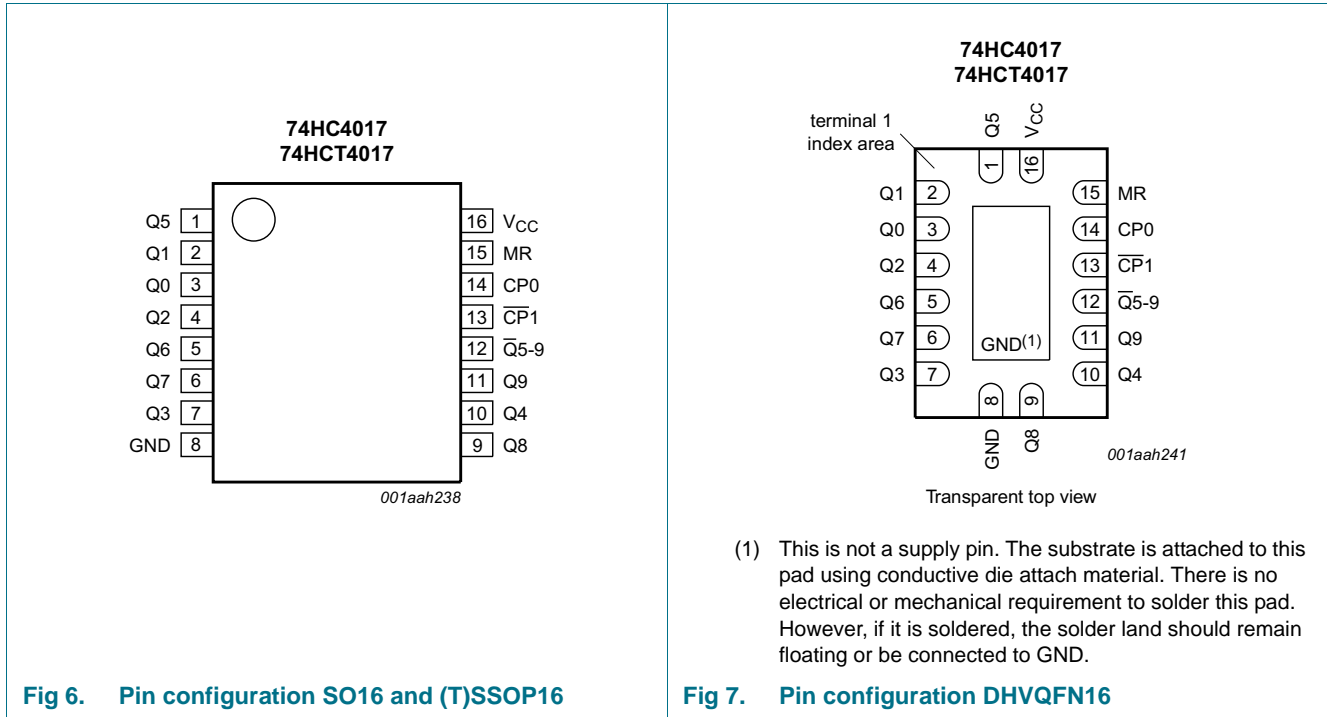 74HC4017
74HCT4017
Q5 1
Q1 2
Q0 3
Q2 4
Q6 5
Q7 6
Q3 7
GND 8
16 VCC
15 MR
14 CP0
13 C̅P̅1
12 Q̅5-9
11 Q9
10 Q4
9 Q8
001aah238
Fig 6. Pin configuration SO16 and (T)SSOP16
74HC4017
74HCT4017
terminal 1
index area
Q5
VCC
1
16
Q1 2
Q0 3
Q2 4
Q6 5
Q7 6
Q3 7
15 MR
14 CP0
13 C̅P̅1
12 Q̅5-9
11 Q9
10 Q4
GND(1)
8
9
GND
Q8
001aah241
Transparent top view
(1) This is not a supply pin. The substrate is attached to this
pad using conductive die attach material. There is no
electrical or mechanical requirement to solder this pad.
However, if it is soldered, the solder land should remain
floating or be connected to GND.
Fig 7. Pin configuration DHVQFN16